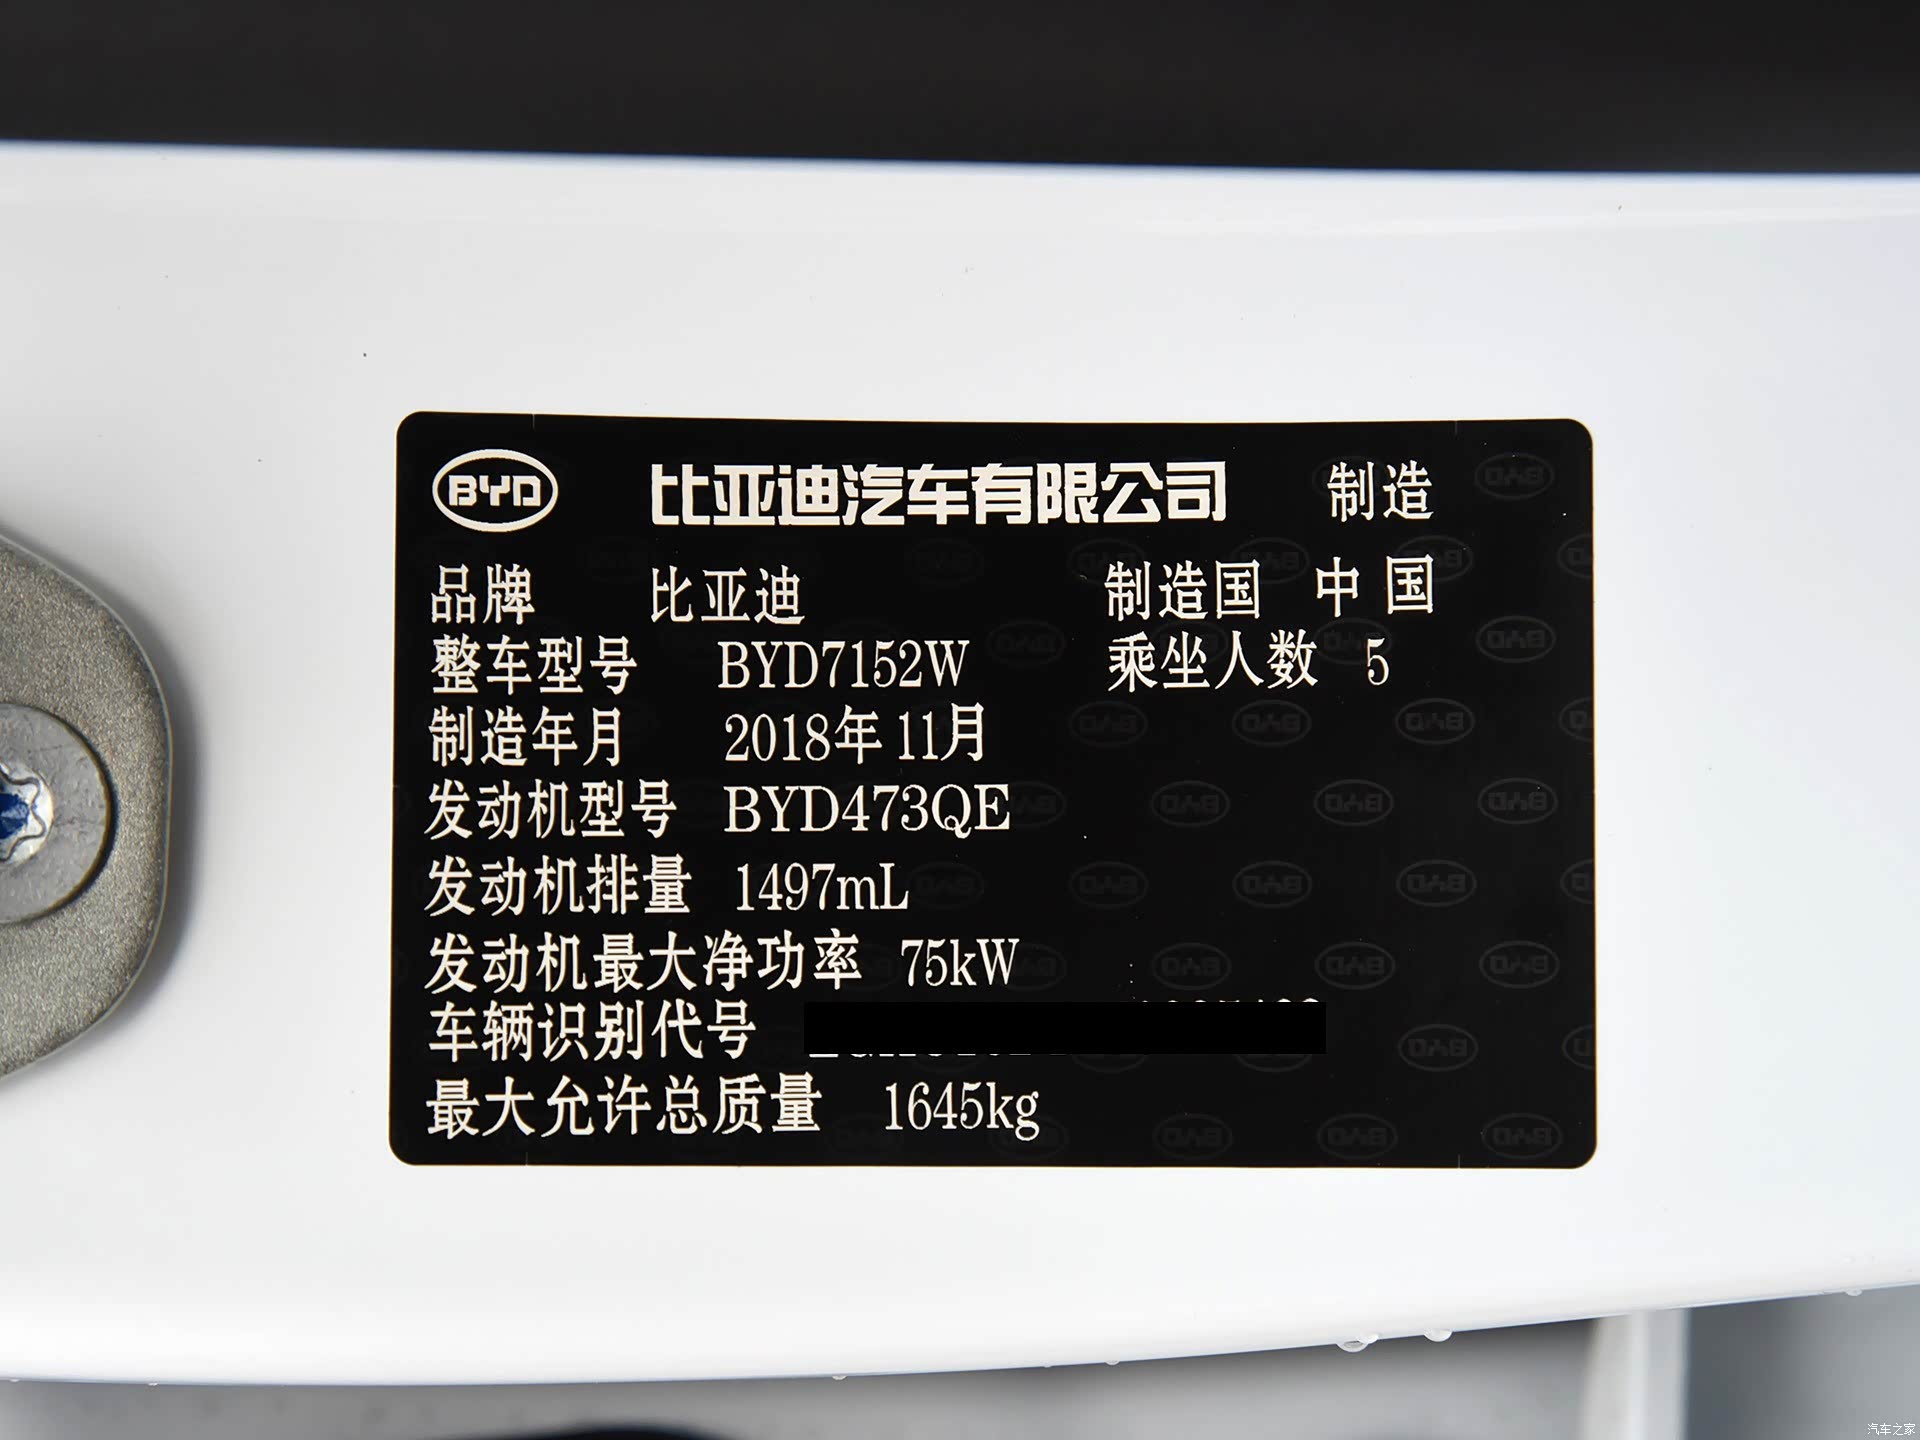 BYD 比亚迪汽车有限公司 制造
品牌 比亚迪 制造国 中国
整车型号 BYD7152W 乘坐人数 5
制造年月 2018年11月
发动机型号 BYD473QE
发动机排量 1497mL
发动机最大净功率 75kW
车辆识别代号
最大允许总质量 1645kg
汽车之家